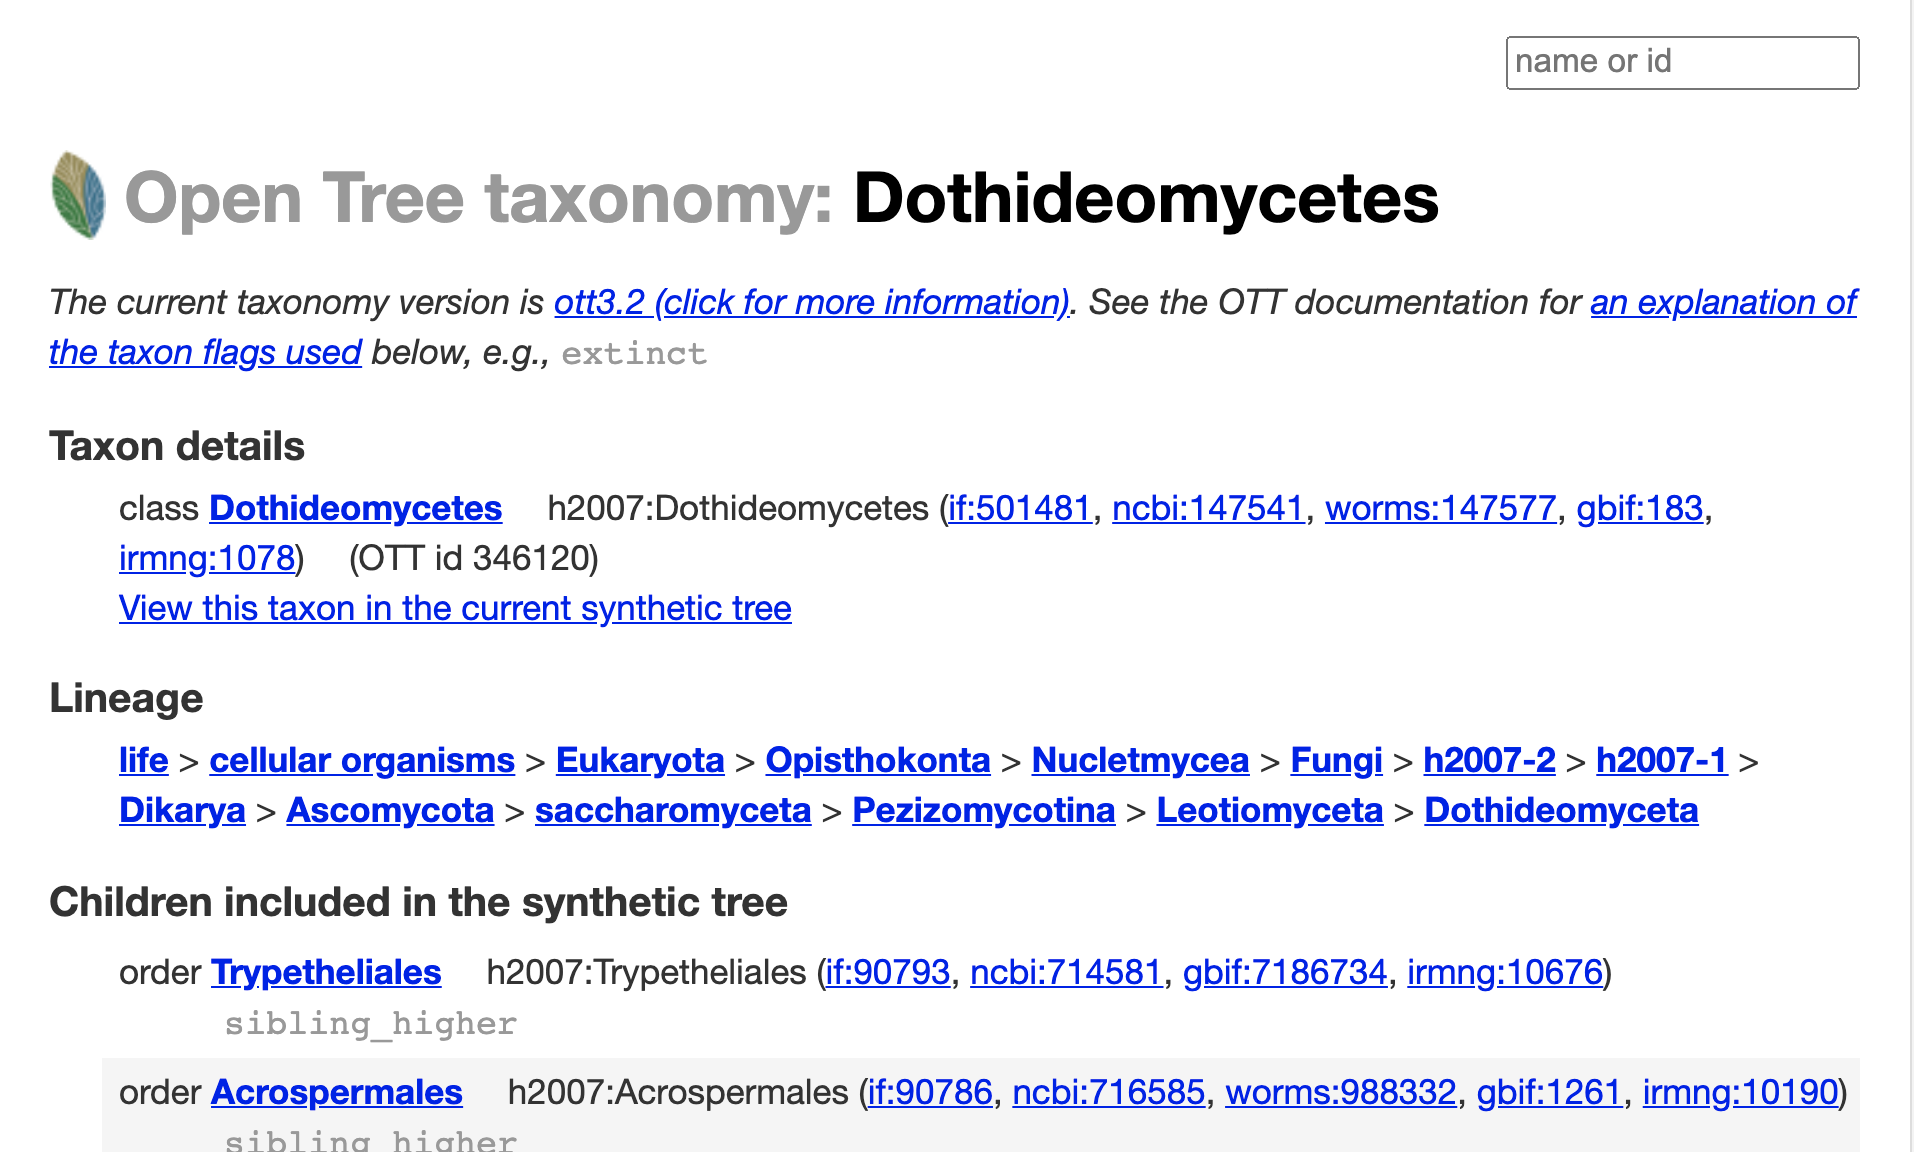 name or id
Open Tree taxonomy: Dothideomycetes
The current taxonomy version is ott3.2 (click for more information). See the OTT documentation for an explanation of
the taxon flags used below, e.g., extinct
Taxon details
class Dothideomycetes h2007:Dothideomycetes (if:501481, ncbi:147541, worms:147577, gbif:183,
irmng:1078) (OTT id 346120)
View this taxon in the current synthetic tree
Lineage
life > cellular organisms > Eukaryota > Opisthokonta > Nucletmycea > Fungi > h2007-2 > h2007-1 >
Dikarya > Ascomycota > saccharomyceta > Pezizomycotina > Leotiomyceta > Dothideomyceta
Children included in the synthetic tree
order Trypetheliales h2007:Trypetheliales (if:90793, ncbi:714581, gbif:7186734, irmng:10676)
sibling_higher
order Acrospermales h2007:Acrospermales (if:90786, ncbi:716585, worms:988332, gbif:1261, irmng:10190)
sibling_higher